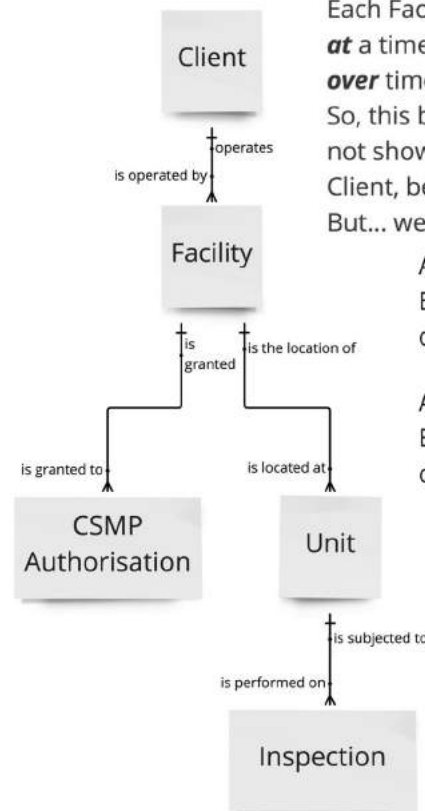 Each Fac
at a time
over time
So, this b
not show
Client, be
But... we
Client
operates
is operated by
Facility
is
granted
is the location of
is granted to
is located at
CSMP
Authorisation
Unit
is subjected to
is performed on
Inspection